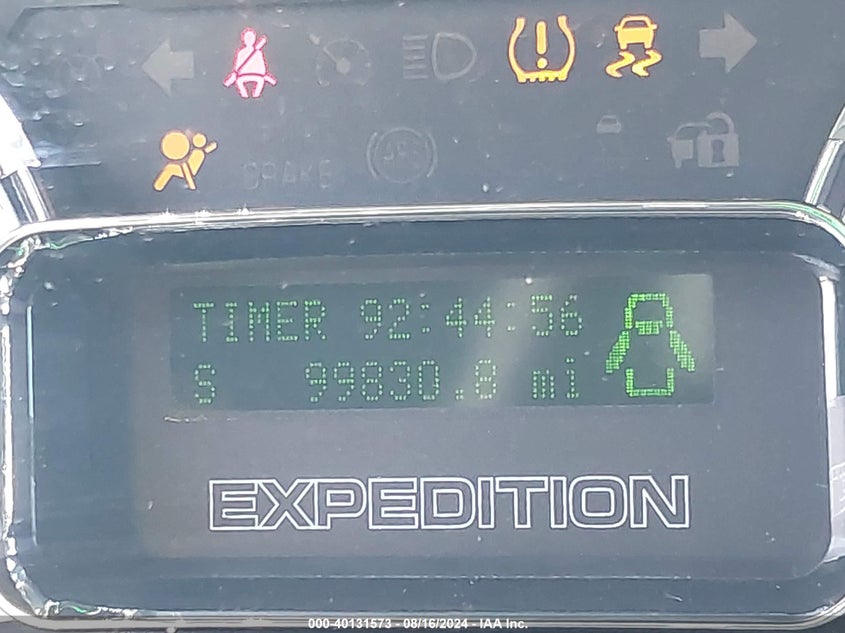 BRAKE
TIMER 92:44:56
S 99830.8 mi
EXPEDITION
000-40131573 - 08/16/2024 - IAA Inc.